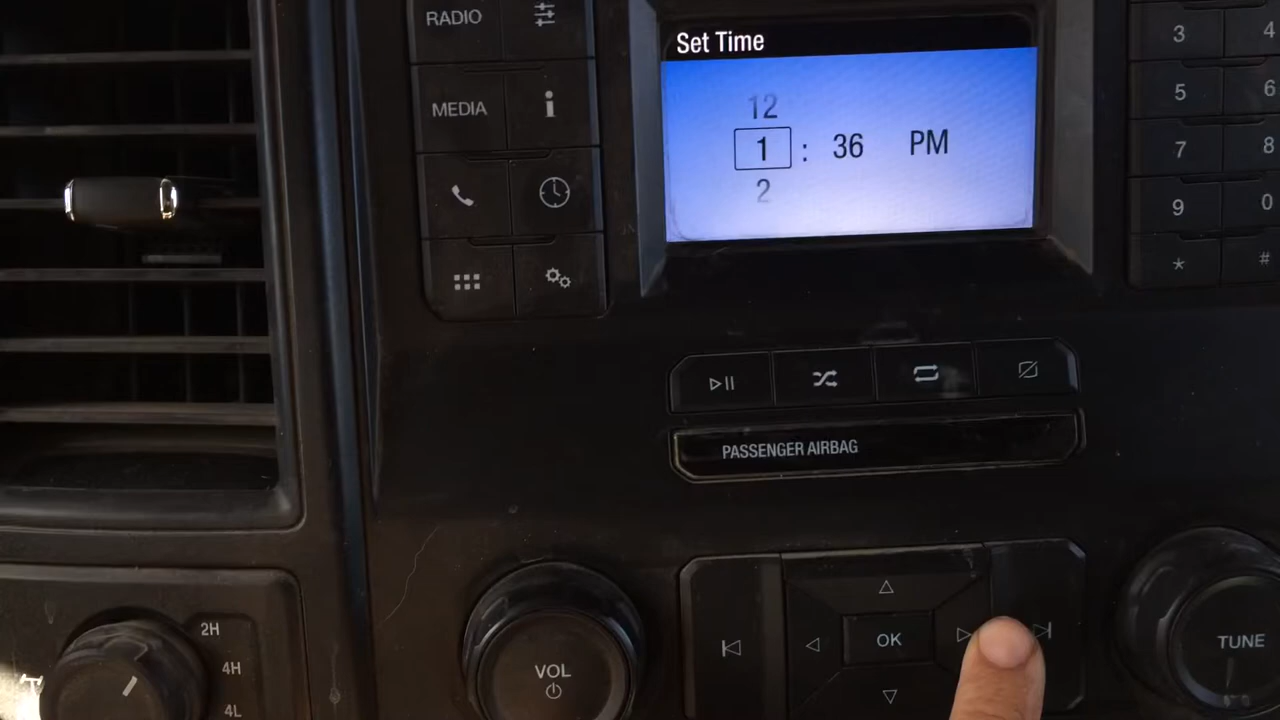 RADIO
MEDIA
Set Time
12
1 : 36 PM
2
3 4
5 6
7 8
9 0
* #
PASSENGER AIRBAG
2H
4H
4L
VOL
OK
TUNE